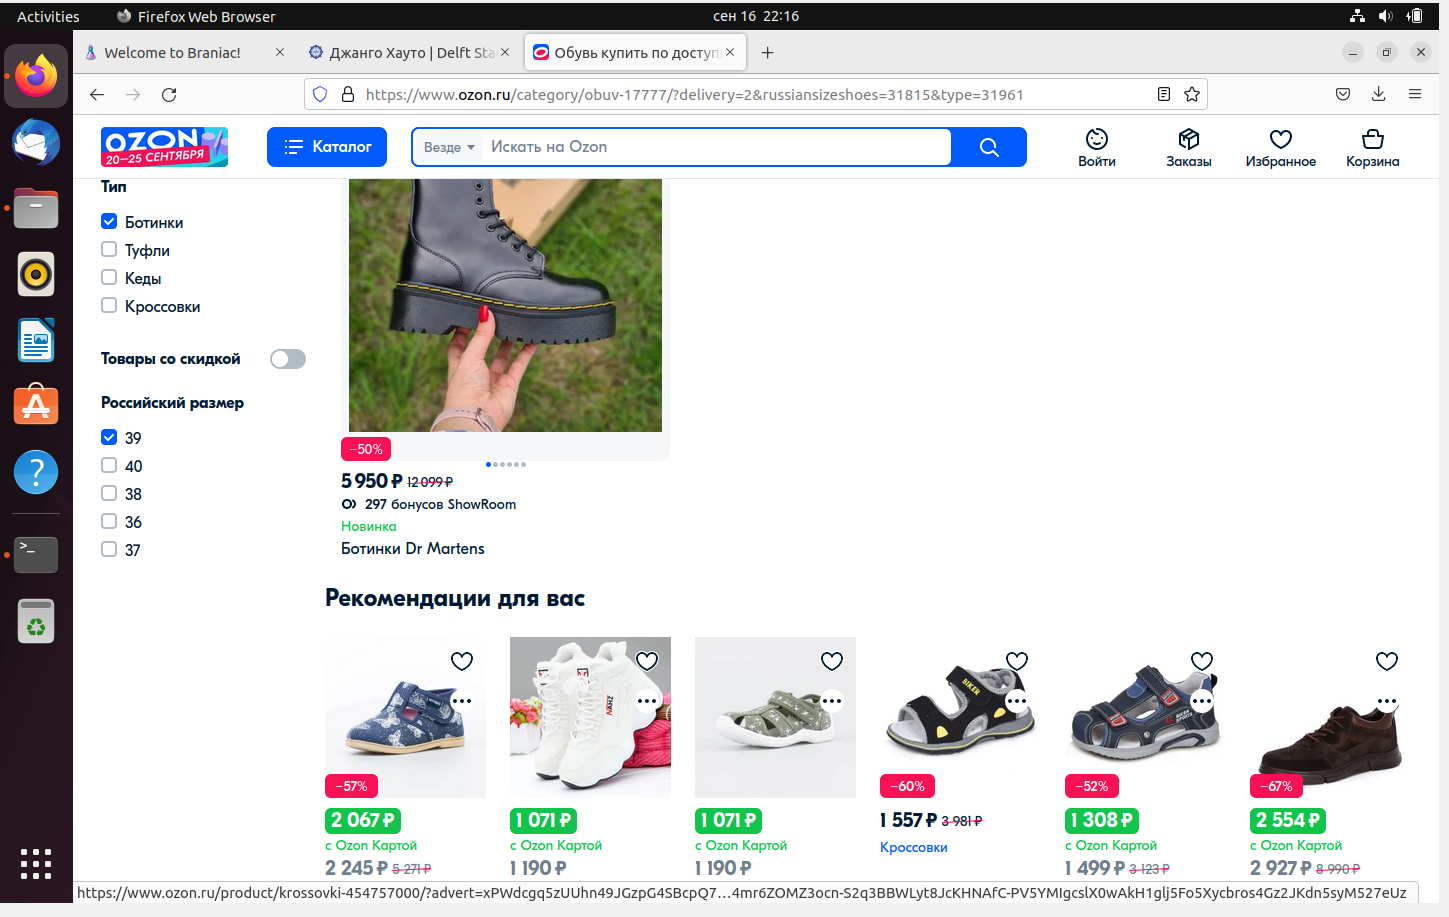 Activities
Firefox Web Browser
сен 16 22:16
Welcome to Braniac!
Джанго Хауто | Delft Sta
Обувь купить по доступ
https://www.ozon.ru/category/obuv-17777/?delivery=2&russiansizeshoes=31815&type=31961
OZON
20–25 СЕНТЯБРЯ
Каталог
Везде
Искать на Ozon
Войти
Заказы
Избранное
Корзина
Тип
Ботинки
Туфли
Кеды
Кроссовки
Товары со скидкой
Российский размер
39
40
38
36
37
−50%
5 950 ₽ 12 099 ₽
297 бонусов ShowRoom
Новинка
Ботинки Dr Martens
Рекомендации для вас
BIKER
−57%
−60%
−52%
−67%
2 067 ₽
1 071 ₽
1 071 ₽
1 557 ₽ 3 981 ₽
1 308 ₽
2 554 ₽
с Ozon Картой
с Ozon Картой
с Ozon Картой
Кроссовки
с Ozon Картой
с Ozon Картой
2 245 ₽ 5 271 ₽
1 190 ₽
1 190 ₽
1 499 ₽ 3 123 ₽
2 927 ₽ 8 990 ₽
https://www.ozon.ru/product/krossovki-454757000/?advert=xPWdcgq5zUUhn49JGzpG4SBcpQ7…4mr6ZOMZ3ocn-S2q3BBWLyt8JcKHNAfC-PV5YMIgcslX0wAkH1glj5Fo5Xycbros4Gz2JKdn5syM527eUz